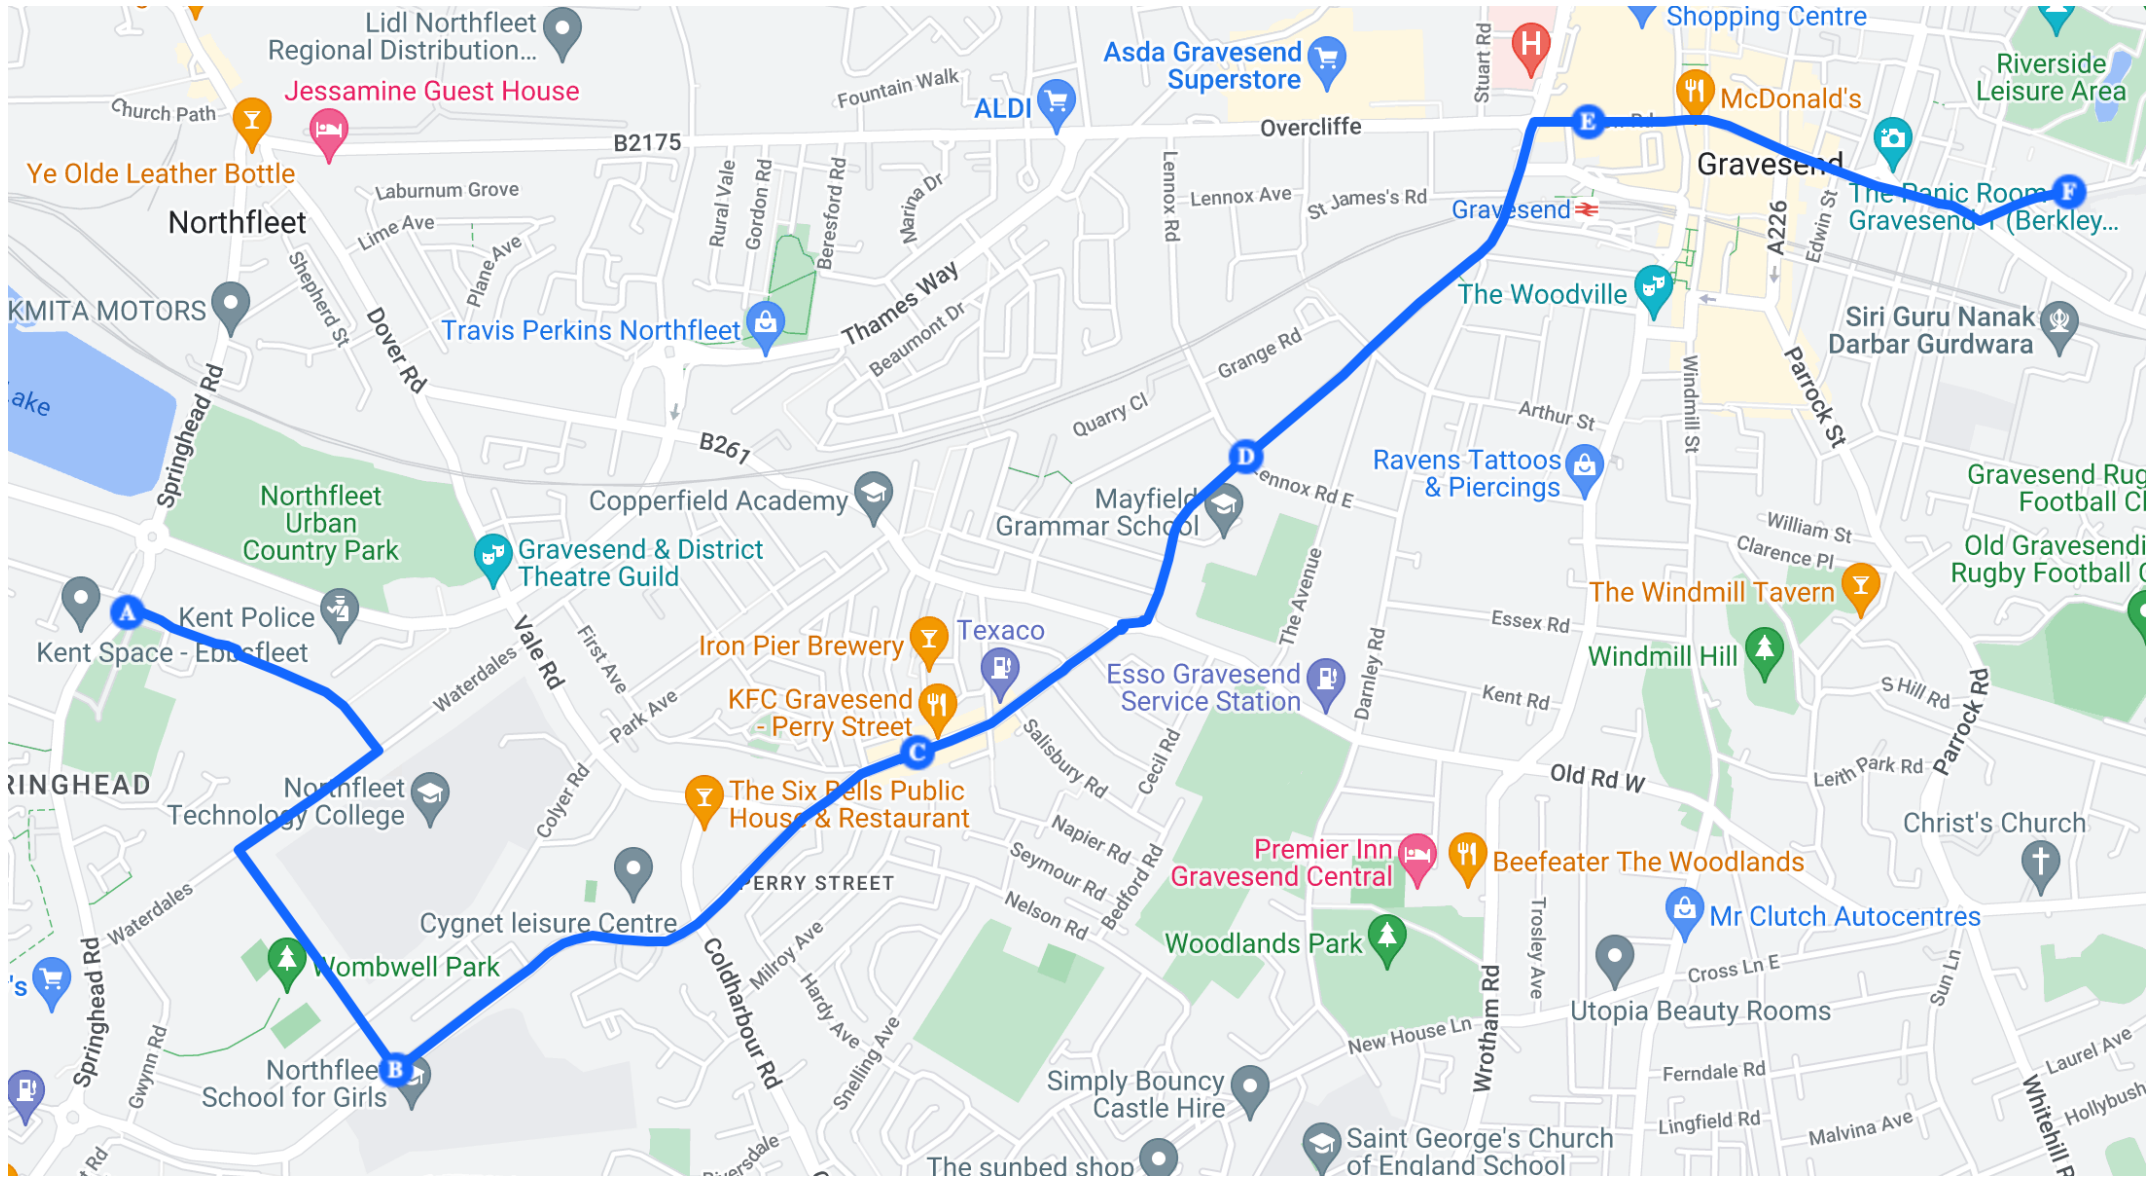 Lidl Northfleet
Regional Distribution...
Shopping Centre
Asda Gravesend
Superstore
Stuart Rd
H
Riverside
Leisure Area
Jessamine Guest House
Church Path
Fountain Walk
ALDI
McDonald's
B2175
Overcliffe
E
Rd
Ye Olde Leather Bottle
Laburnum Grove
Northfleet
Lime Ave
Plane Ave
Shepherd St
Rural Vale
Gordon Rd
Beresford Rd
Marina Dr
Lennox Rd
Lennox Ave
St James's Rd
Gravesend
Gravesend
The Panic Room
Gravesend 1 (Berkley...
F
A226
Edwin St
KMITA MOTORS
Dover Rd
Travis Perkins Northfleet
Thames Way
Beaumont Dr
The Woodville
Siri Guru Nanak
Darbar Gurdwara
Grange Rd
Parrock St
Windmill St
Lake
Springhead Rd
Quarry Cl
Arthur St
B261
D
Lennox Rd E
Ravens Tattoos
& Piercings
Northfleet
Urban
Country Park
Copperfield Academy
Mayfield
Grammar School
Gravesend Rug
Football Cl
William St
Clarence Pl
Old Gravesendi
Rugby Football C
Gravesend & District
Theatre Guild
The Avenue
The Windmill Tavern
A
Kent Police
Kent Space - Ebbsfleet
Vale Rd
First Ave
Iron Pier Brewery
Texaco
Essex Rd
Windmill Hill
Waterdales
Park Ave
KFC Gravesend
- Perry Street
Esso Gravesend
Service Station
Darnley Rd
Kent Rd
S Hill Rd
Parrock Rd
C
Salisbury Rd
Cecil Rd
RINGHEAD
Northfleet
Technology College
Colyer Rd
The Six Bells Public
House & Restaurant
Old Rd W
Leith Park Rd
Napier Rd
Seymour Rd
Bedford Rd
Premier Inn
Gravesend Central
Beefeater The Woodlands
Christ's Church
PERRY STREET
Waterdales
Cygnet leisure Centre
Nelson Rd
Trosley Ave
Mr Clutch Autocentres
's
Springhead Rd
Wombwell Park
Coldharbour Rd
Milroy Ave
Hardy Ave
Woodlands Park
Wrotham Rd
Cross Ln E
Sun Ln
Utopia Beauty Rooms
Gwynn Rd
B
Northflee
School for Girls
Snelling Ave
New House Ln
Simply Bouncy
Castle Hire
Ferndale Rd
Laurel Ave
Hollybush
Lingfield Rd
Malvina Ave
Whitehill R
t Rd
Riversdale
The sunbed shop
Saint George's Church
of England School